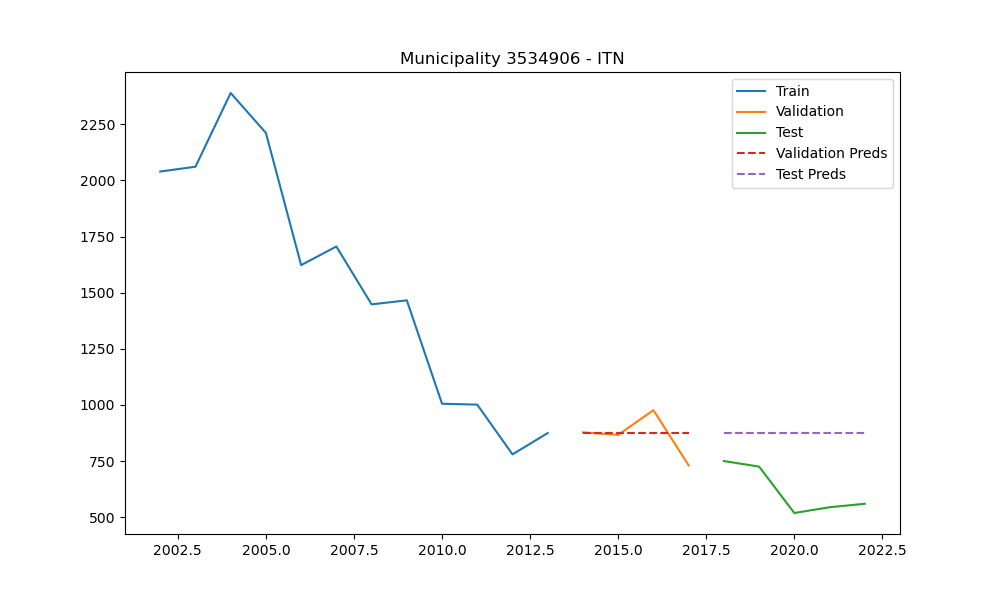 Municipality 3534906 - ITN
Train
Validation
Test
Validation Preds
Test Preds
2250
2000
1750
1500
1250
1000
750
500
2002.5 2005.0 2007.5 2010.0 2012.5 2015.0 2017.5 2020.0 2022.5